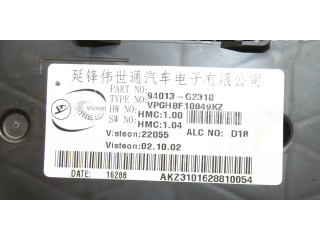 延锋伟世通汽车电子有限公司
PART NO: 94013-G2310
TYPE NO: VPGHBF10849KZ
HW NO: HMC:1.00
SW NO: HMC:1.04
Visteon
Visteon:22055 ALC NO: D1R
Visteon:02.10.02
DATE: 16288 AKZ3101628810054